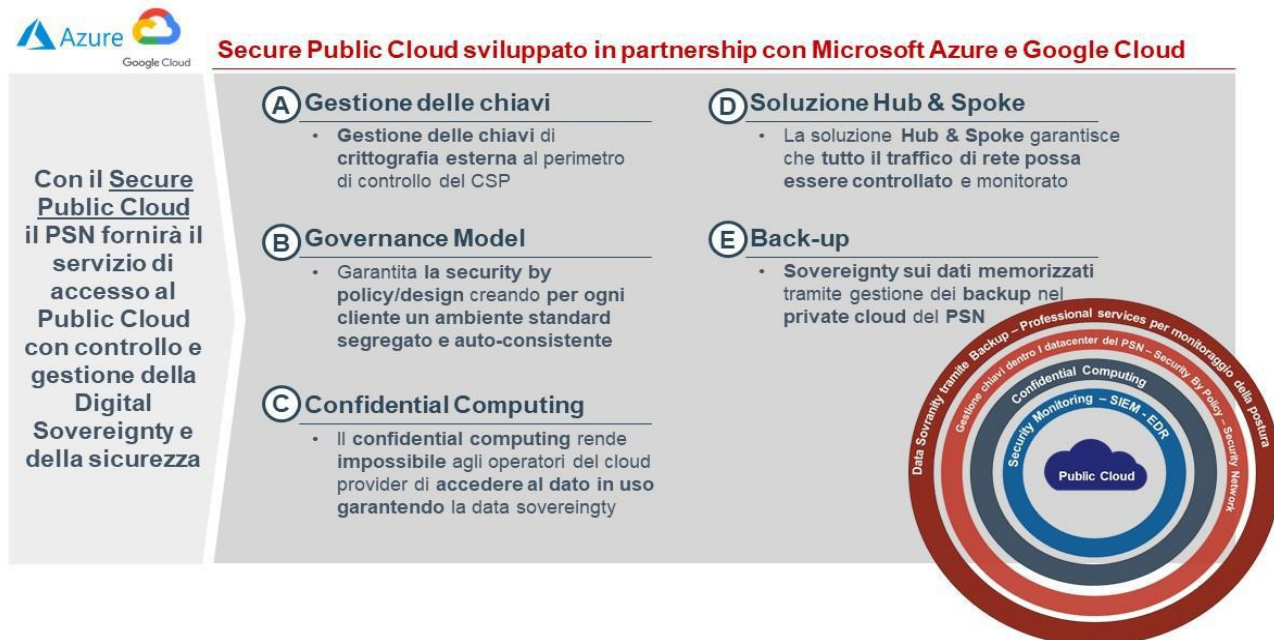 Azure
Google Cloud
Secure Public Cloud sviluppato in partnership con Microsoft Azure e Google Cloud
Con il Secure
Public Cloud
il PSN fornirà il
servizio di
accesso al
Public Cloud
con controllo e
gestione della
Digital
Sovereignty e
della sicurezza
A Gestione delle chiavi
• Gestione delle chiavi di
crittografia esterna al perimetro
di controllo del CSP
B Governance Model
• Garantita la security by
policy/design creando per ogni
cliente un ambiente standard
segregato e auto-consistente
C Confidential Computing
• Il confidential computing rende
impossibile agli operatori del cloud
provider di accedere al dato in uso
garantendo la data sovereingty
D Soluzione Hub & Spoke
• La soluzione Hub & Spoke garantisce
che tutto il traffico di rete possa
essere controllato e monitorato
E Back-up
• Sovereignty sui dati memorizzati
tramite gestione dei backup nel
private cloud del PSN
Data Sovranity tramite Backup – Professional services per monitoraggio della postura
Gestione chiavi dentro I datacenter del PSN – Security By Policy – Security Network
Confidential Computing
Security Monitoring – SIEM - EDR
Public Cloud